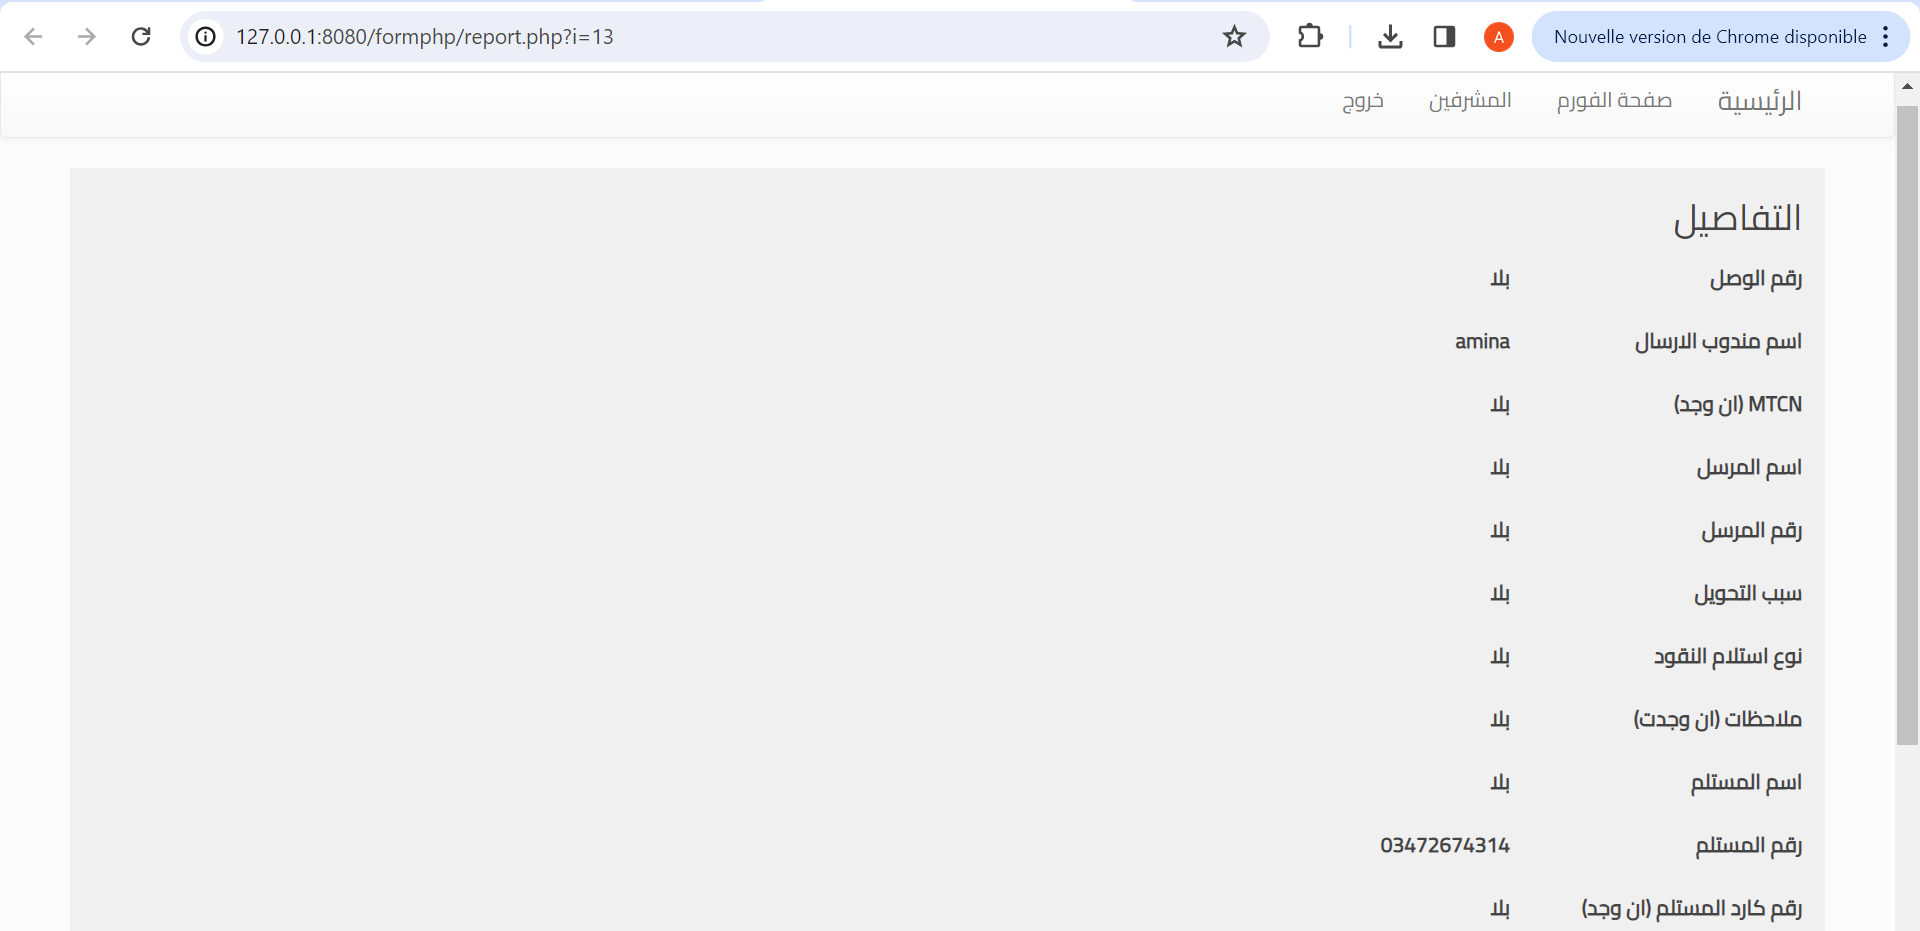 127.0.0.1:8080/formphp/report.php?i=13
A
Nouvelle version de Chrome disponible
الرئيسية صفحة الفورم المشرفين خروج
التفاصيل
رقم الوصل بلا
اسم مندوب الارسال amina
MTCN (ان وجد) بلا
اسم المرسل بلا
رقم المرسل بلا
سبب التحويل بلا
نوع استلام النقود بلا
ملاحظات (ان وجدت) بلا
اسم المستلم بلا
رقم المستلم 03472674314
رقم كارد المستلم (ان وجد) بلا